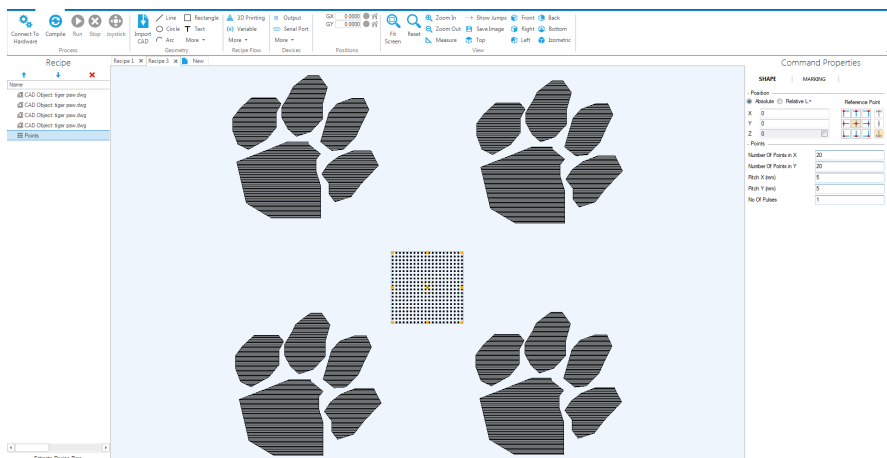 Line Rectangle 3D Printing Output GX 0.0000 Zoom In Show Jumps Front Back
Circle T Text Variable Serial Port GY 0.0000 Zoom Out Save Image Right Bottom
Connect To Hardware Compile Run Stop Joystick Import CAD Arc More More More Fit Screen Reset Measure Top Left Isometric
Process Geometry Recipe Flow Devices Positions View
Recipe Recipe 1 Recipe 3 New Command Properties
Name
CAD Object: tiger paw.dwg
CAD Object: tiger paw.dwg
CAD Object: tiger paw.dwg
CAD Object: tiger paw.dwg
Points
SHAPE MARKING
Position
Absolute Relative L Reference Point
X 0
Y 0
Z 0
Points
Number Of Points in X 20
Number Of Points in Y 20
Pitch X (mm) 5
Pitch Y (mm) 5
No Of Pulses 1